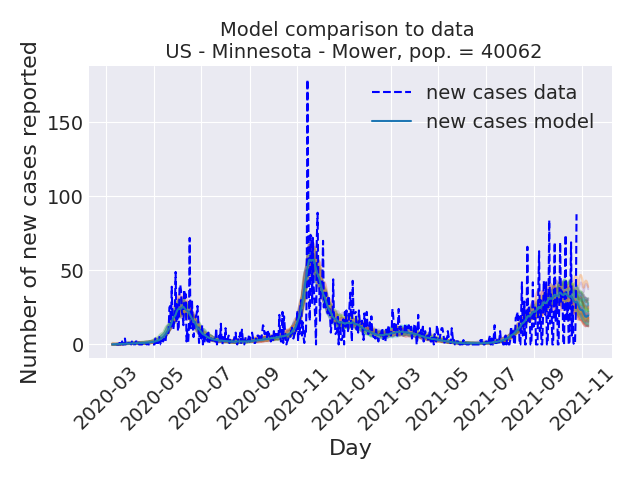 Model comparison to data
US - Minnesota - Mower, pop. = 40062
Number of new cases reported
150
100
50
0
new cases data
new cases model
2020-03
2020-05
2020-07
2020-09
2020-11
2021-01
2021-03
2021-05
2021-07
2021-09
2021-11
Day